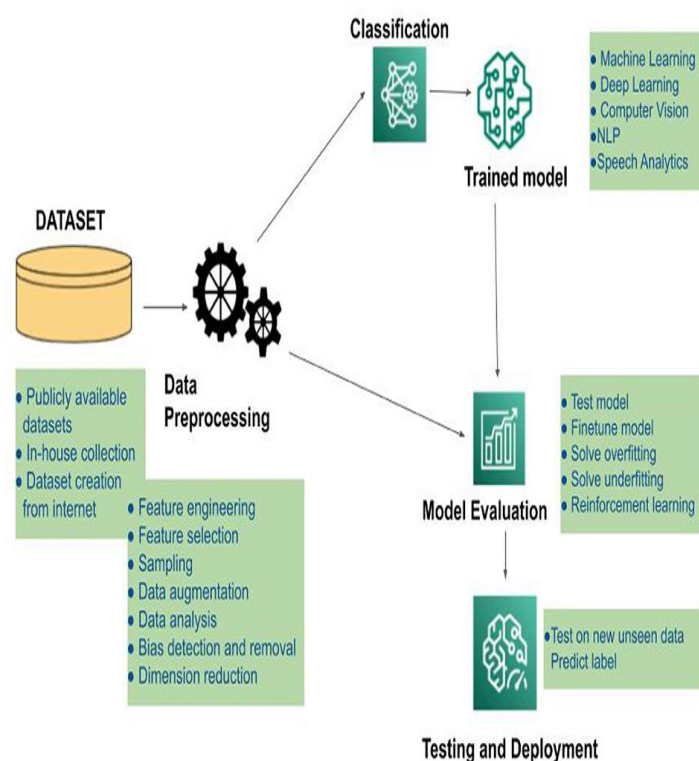 Classification
• Machine Learning
• Deep Learning
• Computer Vision
• NLP
• Speech Analytics
Trained model
DATASET
Data
Preprocessing
• Publicly available
datasets
• In-house collection
• Dataset creation
from internet
• Feature engineering
• Feature selection
• Sampling
• Data augmentation
• Data analysis
• Bias detection and removal
• Dimension reduction
• Test model
• Finetune model
• Solve overfitting
• Solve underfitting
• Reinforcement learning
Model Evaluation
• Test on new unseen data
Predict label
Testing and Deployment